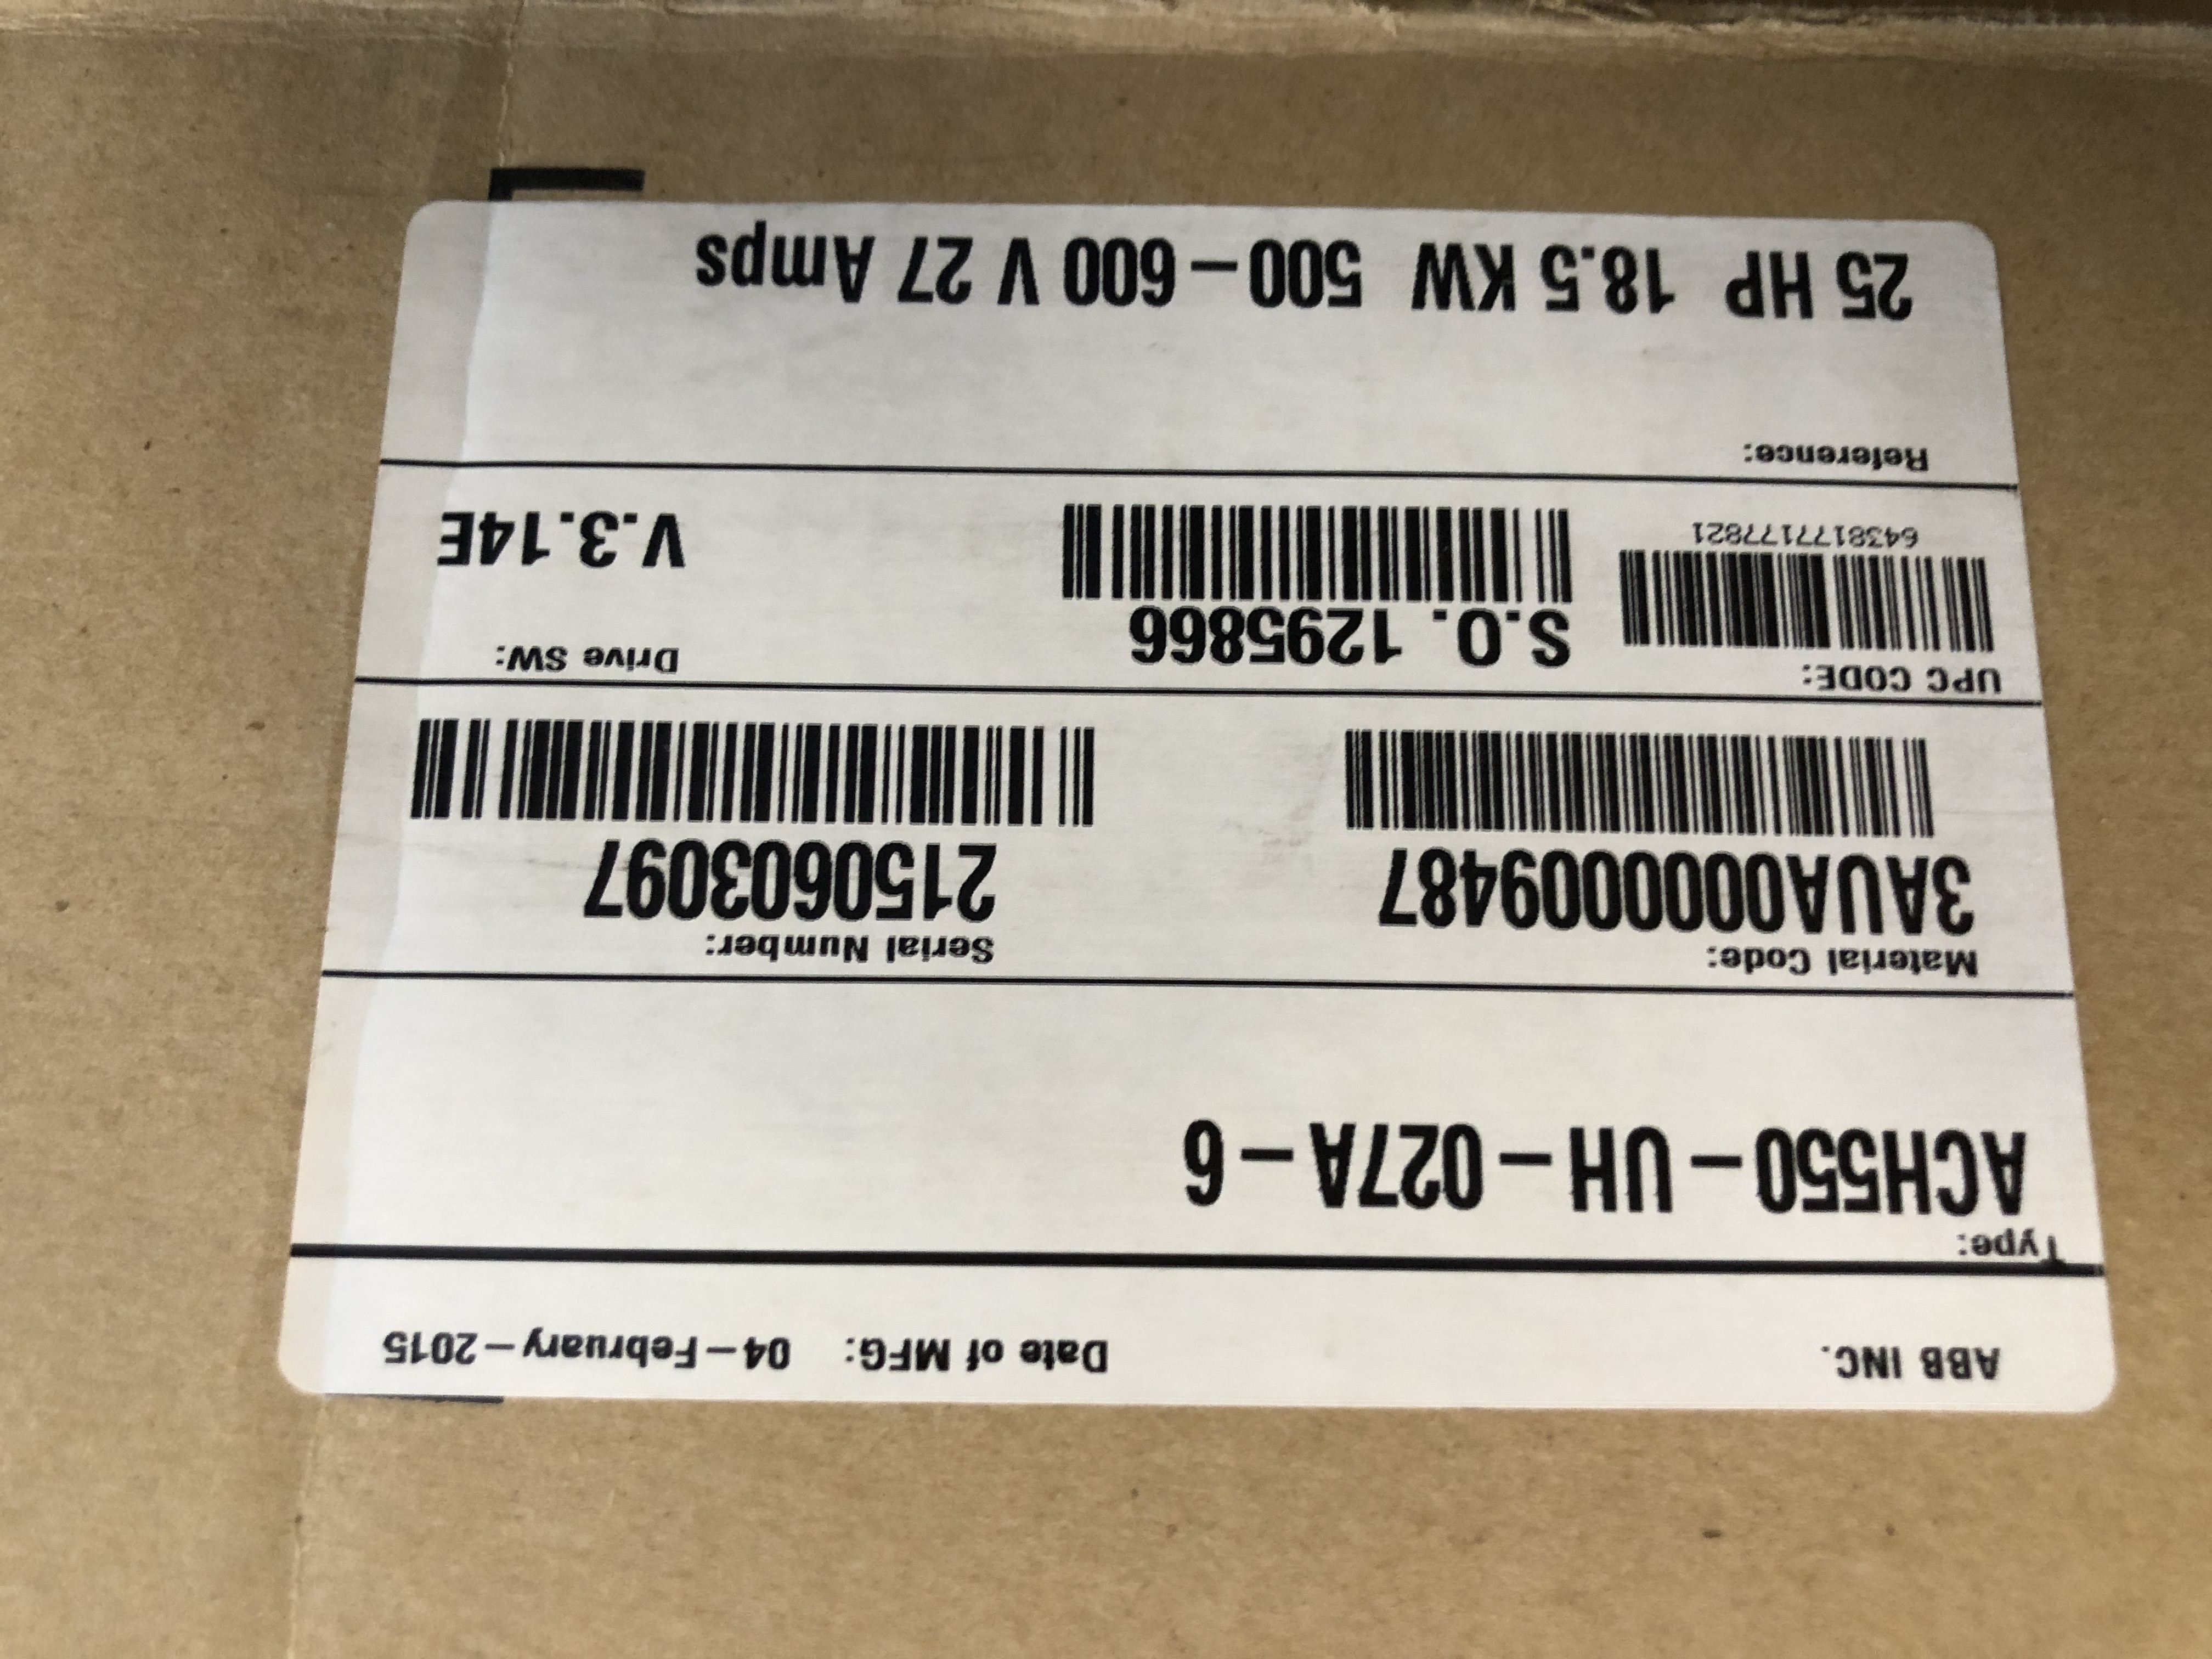 ABB INC. Date of MFG: 04-February-2015
Type:
ACH550-UH-027A-6
Material Code: Serial Number:
3AUA0000009487 2150603097
UPC CODE: S.O. 1295866 Drive SW:
6438177177821 V.3.14E
Reference:
25 HP 18.5 KW 500-600 V 27 Amps